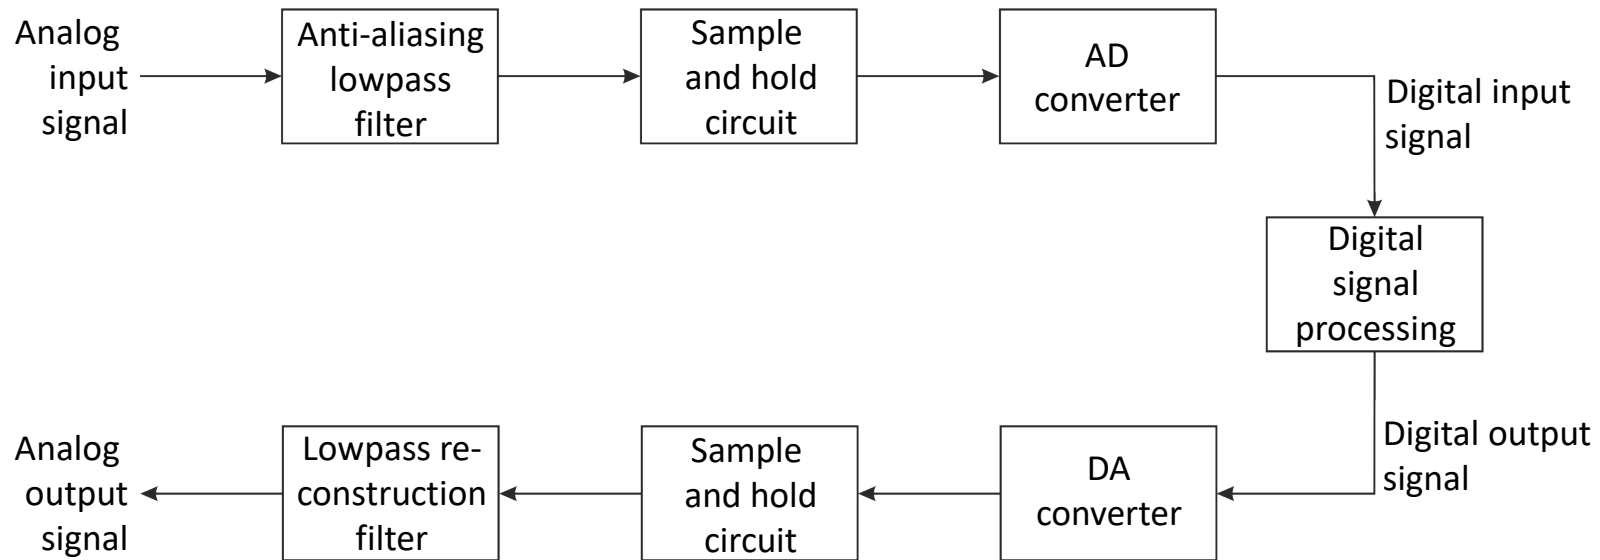 Analog
input
signal
Anti-aliasing
lowpass
filter
Sample
and hold
circuit
AD
converter
Digital input
signal
Digital
signal
processing
Digital output
signal
DA
converter
Sample
and hold
circuit
Lowpass re-
construction
filter
Analog
output
signal